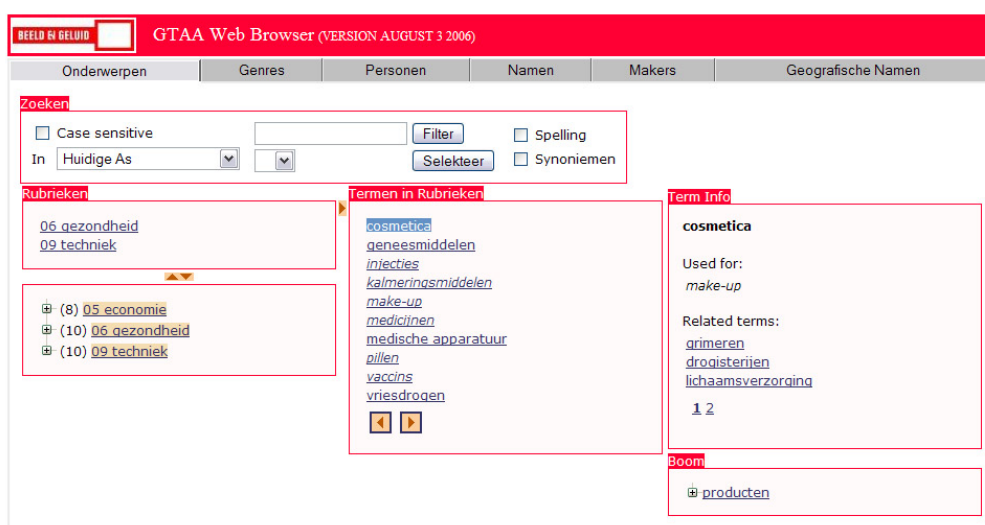 BEELD EN GELUID
GTAA Web Browser (VERSION AUGUST 3 2006)
Onderwerpen Genres Personen Namen Makers Geografische Namen
Zoeken
Case sensitive Filter Spelling
In Huidige As Selekteer Synoniemen
Rubrieken
06 gezondheid
09 techniek
(8) 05 economie
(10) 06 gezondheid
(10) 09 techniek
Termen in Rubrieken
cosmetica
geneesmiddelen
injecties
kalmeringsmiddelen
make-up
medicijnen
medische apparatuur
pillen
vaccins
vriesdrogen
Term Info
cosmetica
Used for:
make-up
Related terms:
grimeren
drogisterijen
lichaamsverzorging
1 2
Boom
producten